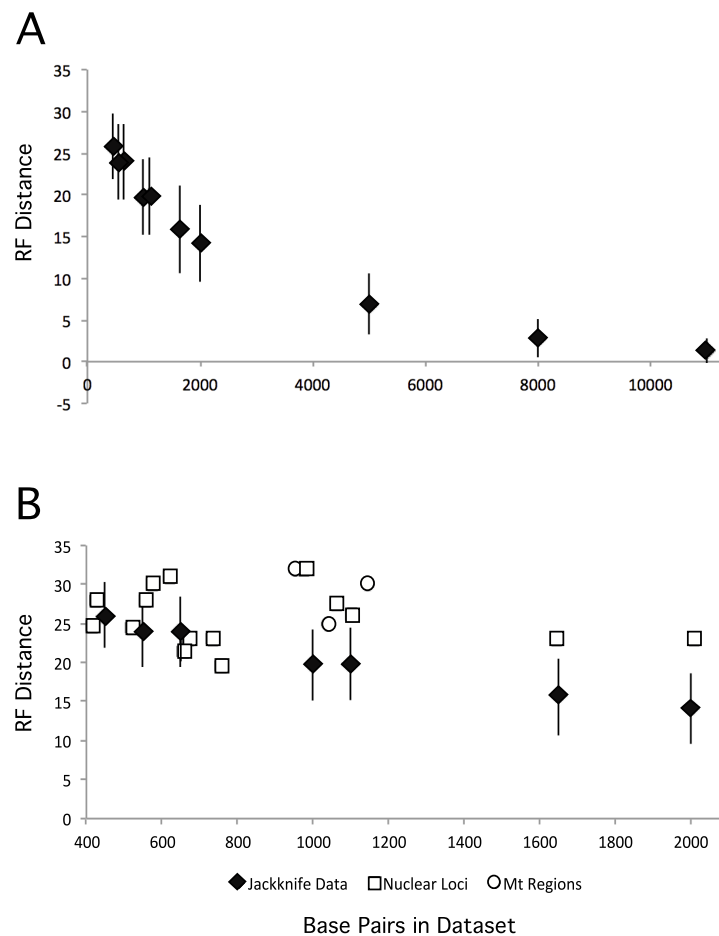 A
35
30
25
20
15
10
5
0
-5
RF Distance
0 2000 4000 6000 8000 10000
B
35
30
25
20
15
10
5
0
RF Distance
400 600 800 1000 1200 1400 1600 1800 2000
Jackknife Data Nuclear Loci Mt Regions
Base Pairs in Dataset